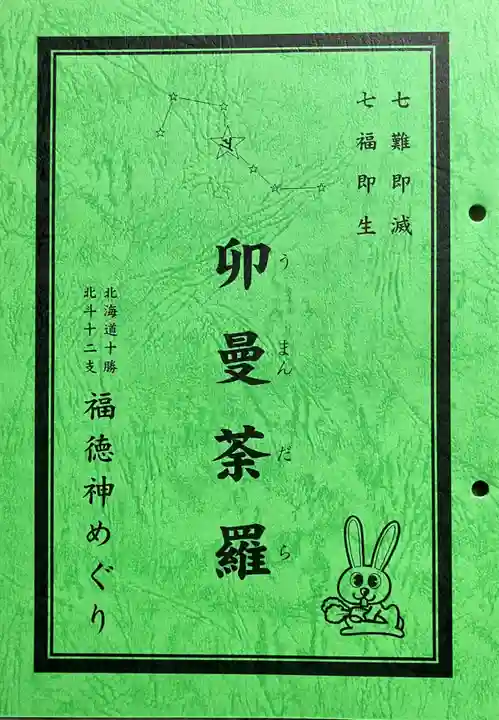 七難即滅
七福即生
卯曼荼羅
う まん だ ら
北海道十勝
北斗十二支
福徳神めぐり